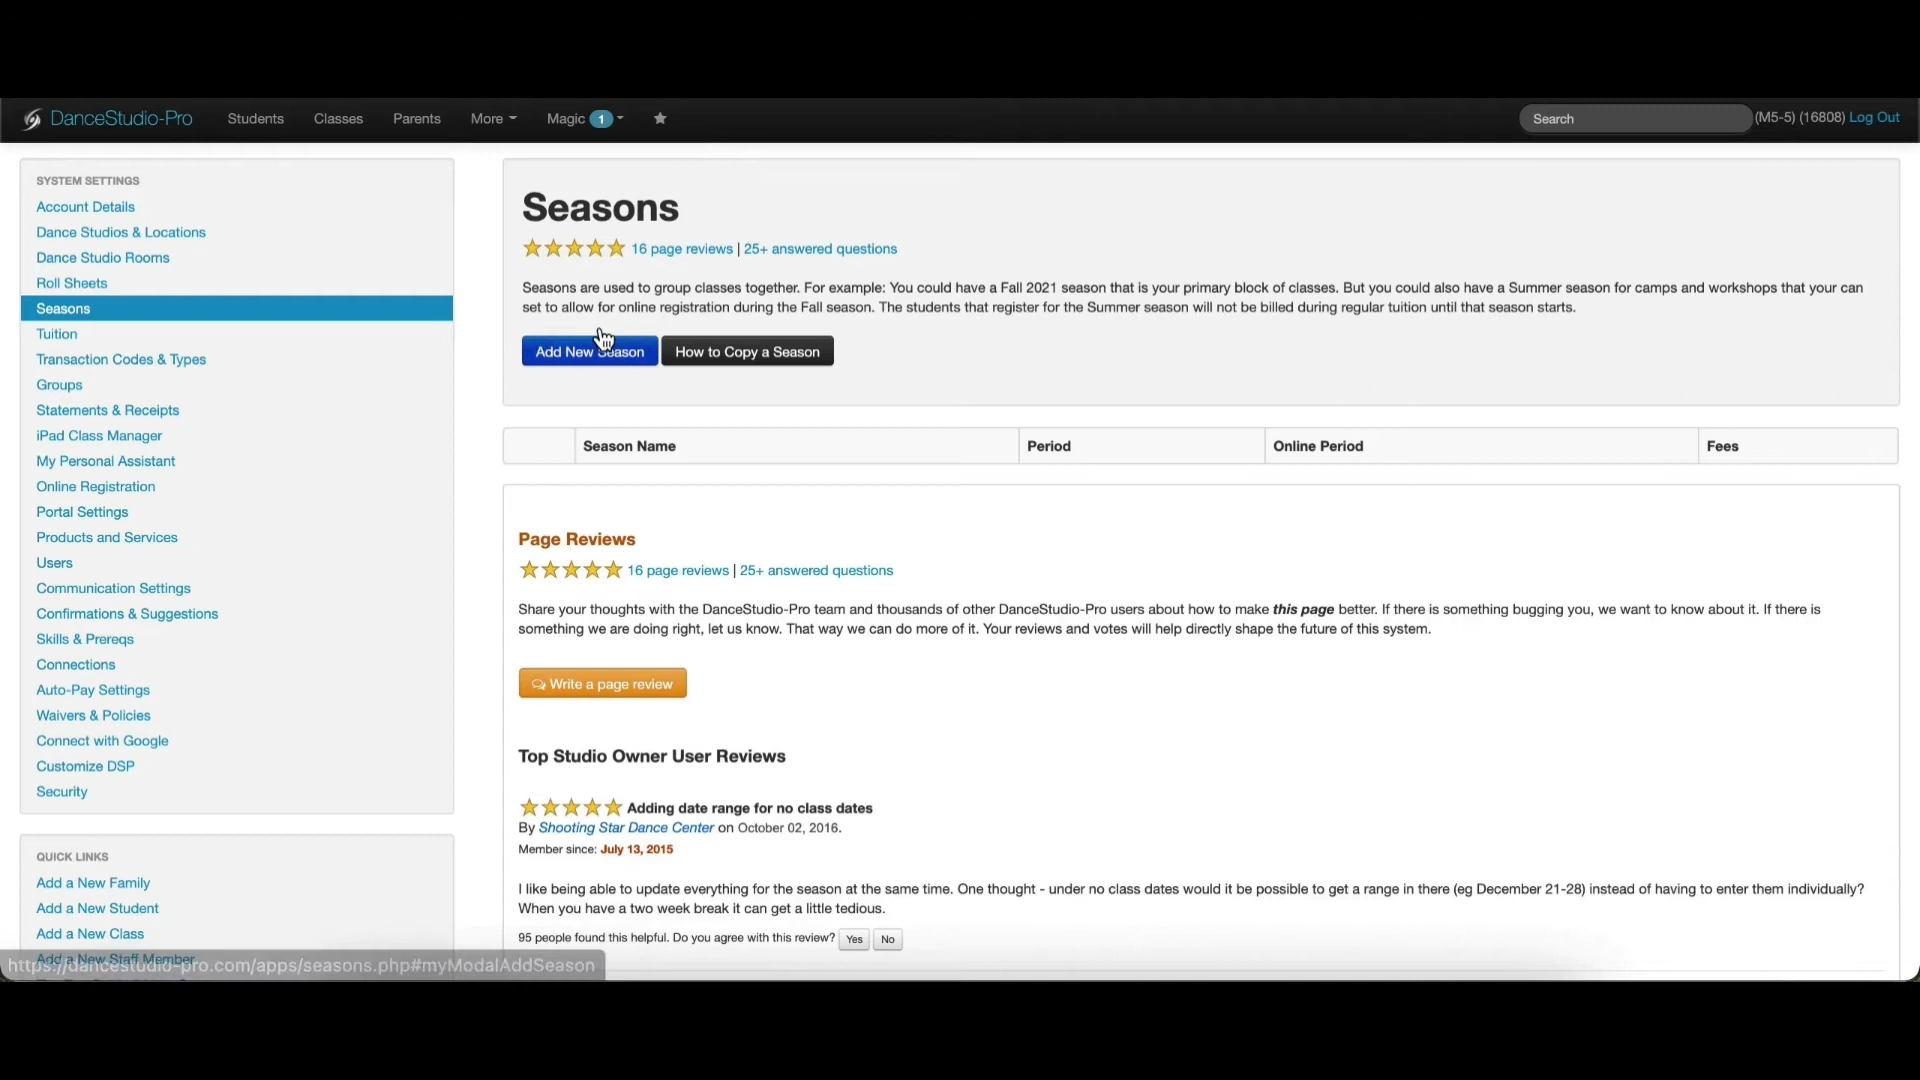 DanceStudio-Pro
Students
Classes
Parents
More
Magic 1
Search
(M5-5) (16808) Log Out
SYSTEM SETTINGS
Account Details
Dance Studios & Locations
Dance Studio Rooms
Roll Sheets
Seasons
Tuition
Transaction Codes & Types
Groups
Statements & Receipts
iPad Class Manager
My Personal Assistant
Online Registration
Portal Settings
Products and Services
Users
Communication Settings
Confirmations & Suggestions
Skills & Prereqs
Connections
Auto-Pay Settings
Waivers & Policies
Connect with Google
Customize DSP
Security
QUICK LINKS
Add a New Family
Add a New Student
Add a New Class
Add a New Staff Member
https://dancestudio-pro.com/apps/seasons.php#myModalAddSeason
Seasons
16 page reviews | 25+ answered questions
Seasons are used to group classes together. For example: You could have a Fall 2021 season that is your primary block of classes. But you could also have a Summer season for camps and workshops that your can
set to allow for online registration during the Fall season. The students that register for the Summer season will not be billed during regular tuition until that season starts.
Add New Season
How to Copy a Season
Season Name
Period
Online Period
Fees
Page Reviews
16 page reviews | 25+ answered questions
Share your thoughts with the DanceStudio-Pro team and thousands of other DanceStudio-Pro users about how to make this page better. If there is something bugging you, we want to know about it. If there is
something we are doing right, let us know. That way we can do more of it. Your reviews and votes will help directly shape the future of this system.
Write a page review
Top Studio Owner User Reviews
Adding date range for no class dates
By Shooting Star Dance Center on October 02, 2016.
Member since: July 13, 2015
I like being able to update everything for the season at the same time. One thought - under no class dates would it be possible to get a range in there (eg December 21-28) instead of having to enter them individually?
When you have a two week break it can get a little tedious.
95 people found this helpful. Do you agree with this review? Yes No